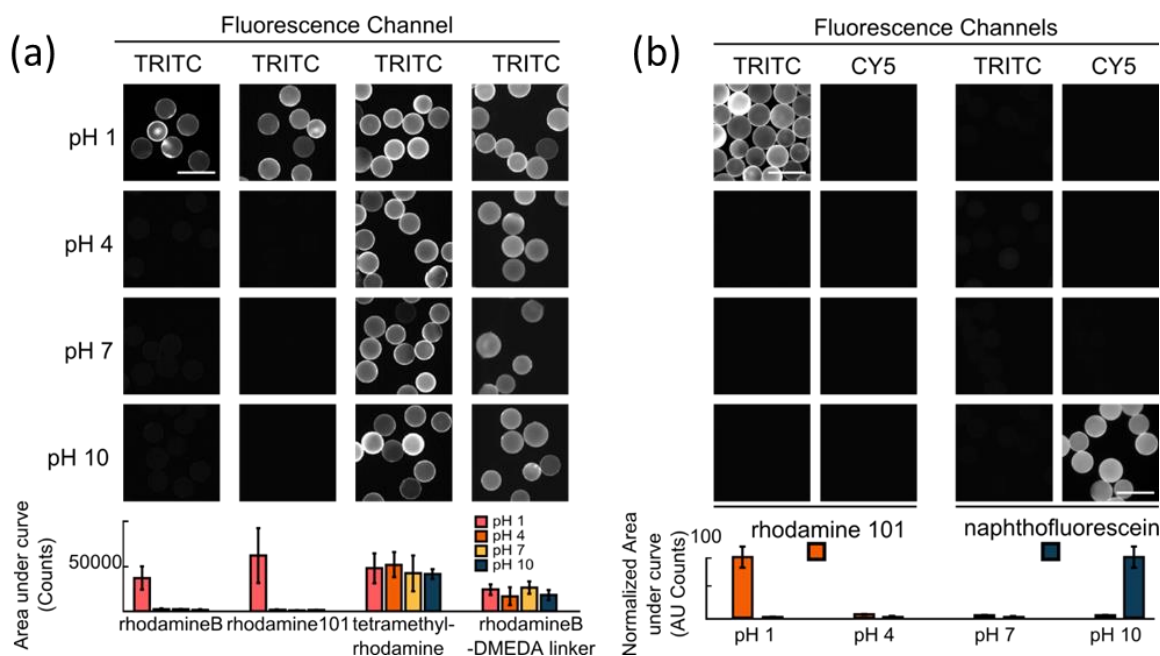 (a)
Fluorescence Channel
TRITC TRITC TRITC TRITC
pH 1
pH 4
pH 7
pH 10
Area under curve
(Counts)
50000
pH 1
pH 4
pH 7
pH 10
rhodamineB rhodamine101 tetramethyl-
rhodamine
rhodamineB
-DMEDA linker
(b)
Fluorescence Channels
TRITC CY5 TRITC CY5
rhodamine 101 naphthofluorescein
Normalized Area
under curve
(AU Counts)
100
pH 1 pH 4 pH 7 pH 10